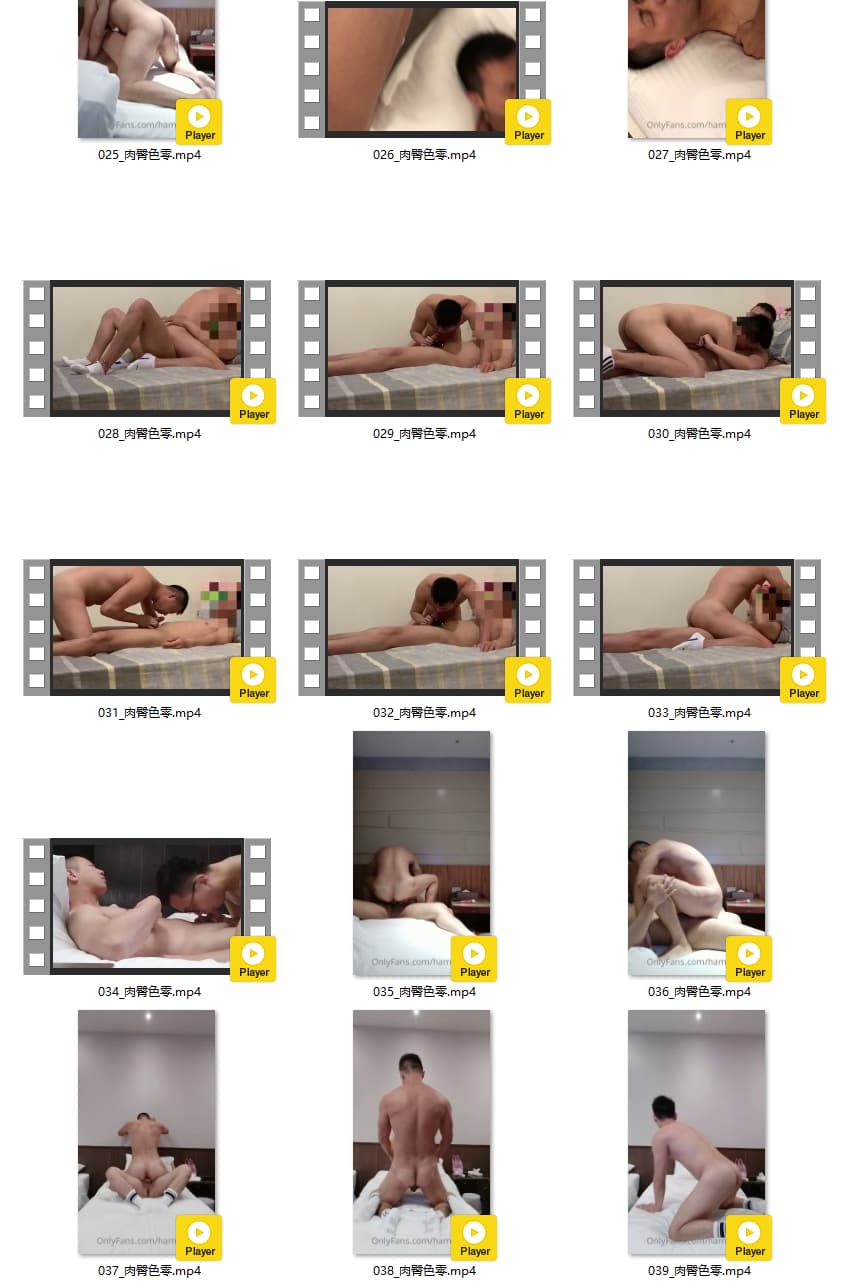 OnlyFans.com/ham
Player
Player
OnlyFans.com/ham
Player
025_肉臀色零.mp4
026_肉臀色零.mp4
027_肉臀色零.mp4
Player
Player
Player
028_肉臀色零.mp4
029_肉臀色零.mp4
030_肉臀色零.mp4
Player
Player
Player
031_肉臀色零.mp4
032_肉臀色零.mp4
033_肉臀色零.mp4
Player
OnlyFans.com/ham
Player
OnlyFans.com/ham
Player
034_肉臀色零.mp4
035_肉臀色零.mp4
036_肉臀色零.mp4
OnlyFans.com/ham
Player
OnlyFans.com/ham
Player
OnlyFans.com/ham
Player
037_肉臀色零.mp4
038_肉臀色零.mp4
039_肉臀色零.mp4